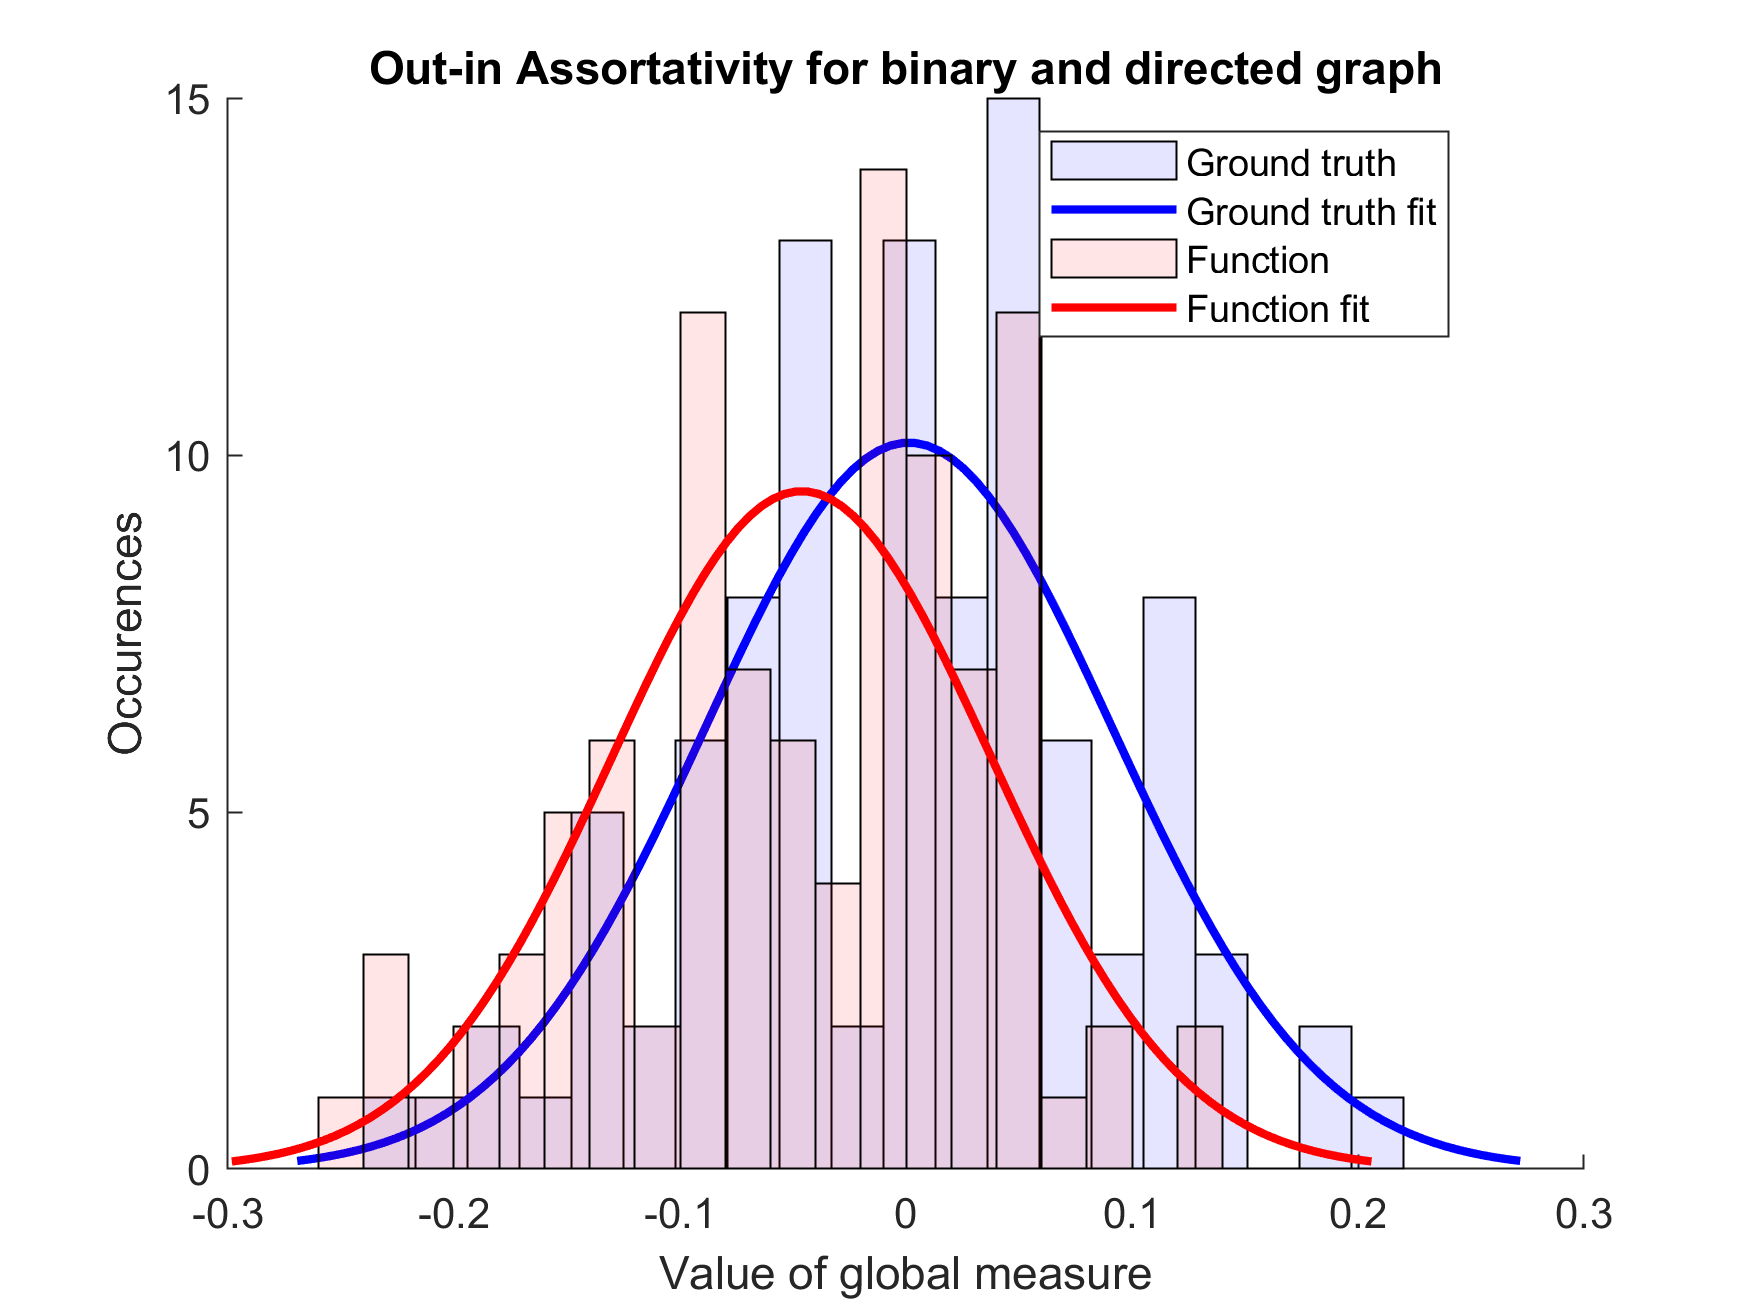 Out-in Assortativity for binary and directed graph
15
10
5
0
Occurences
Ground truth
Ground truth fit
Function
Function fit
-0.3 -0.2 -0.1 0 0.1 0.2 0.3
Value of global measure